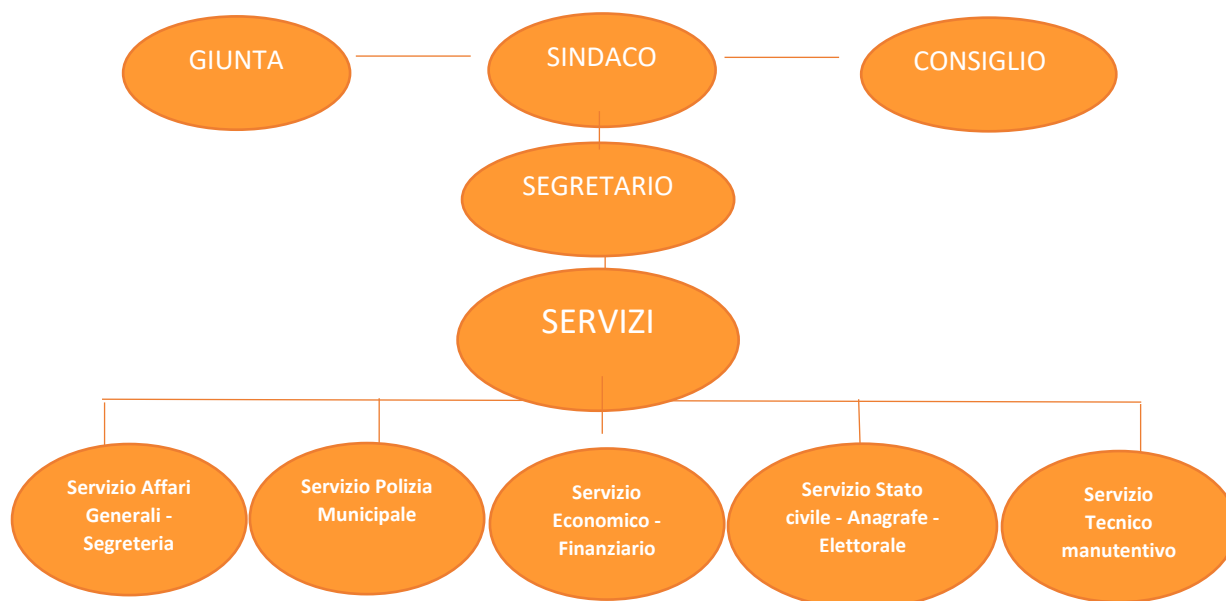 GIUNTA
SINDACO
CONSIGLIO
SEGRETARIO
SERVIZI
Servizio Affari
Generali -
Segreteria
Servizio Polizia
Municipale
Servizio
Economico -
Finanziario
Servizio Stato
civile - Anagrafe -
Elettorale
Servizio
Tecnico
manutentivo